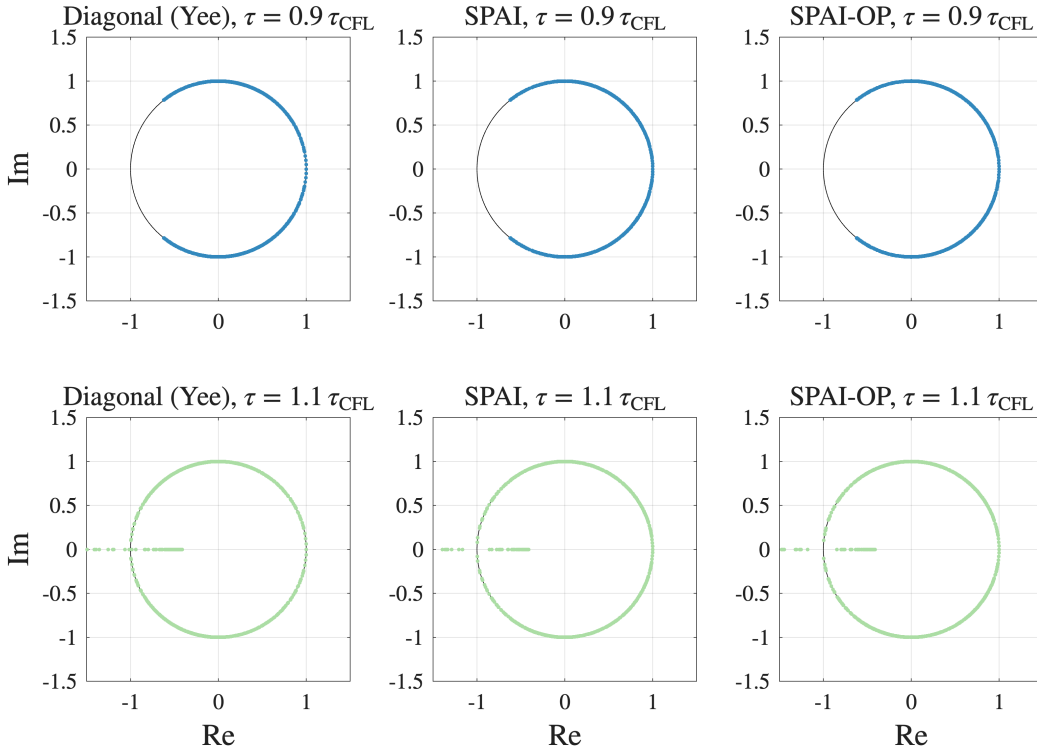 Diagonal (Yee), τ = 0.9 τCFL
SPAI, τ = 0.9 τCFL
SPAI-OP, τ = 0.9 τCFL
1.5
1
0.5
0
-0.5
-1
-1.5
Im
-1 0 1
1.5
1
0.5
0
-0.5
-1
-1.5
-1 0 1
1.5
1
0.5
0
-0.5
-1
-1.5
-1 0 1
Diagonal (Yee), τ = 1.1 τCFL
SPAI, τ = 1.1 τCFL
SPAI-OP, τ = 1.1 τCFL
1.5
1
0.5
0
-0.5
-1
-1.5
Im
-1 0 1
Re
1.5
1
0.5
0
-0.5
-1
-1.5
-1 0 1
Re
1.5
1
0.5
0
-0.5
-1
-1.5
-1 0 1
Re